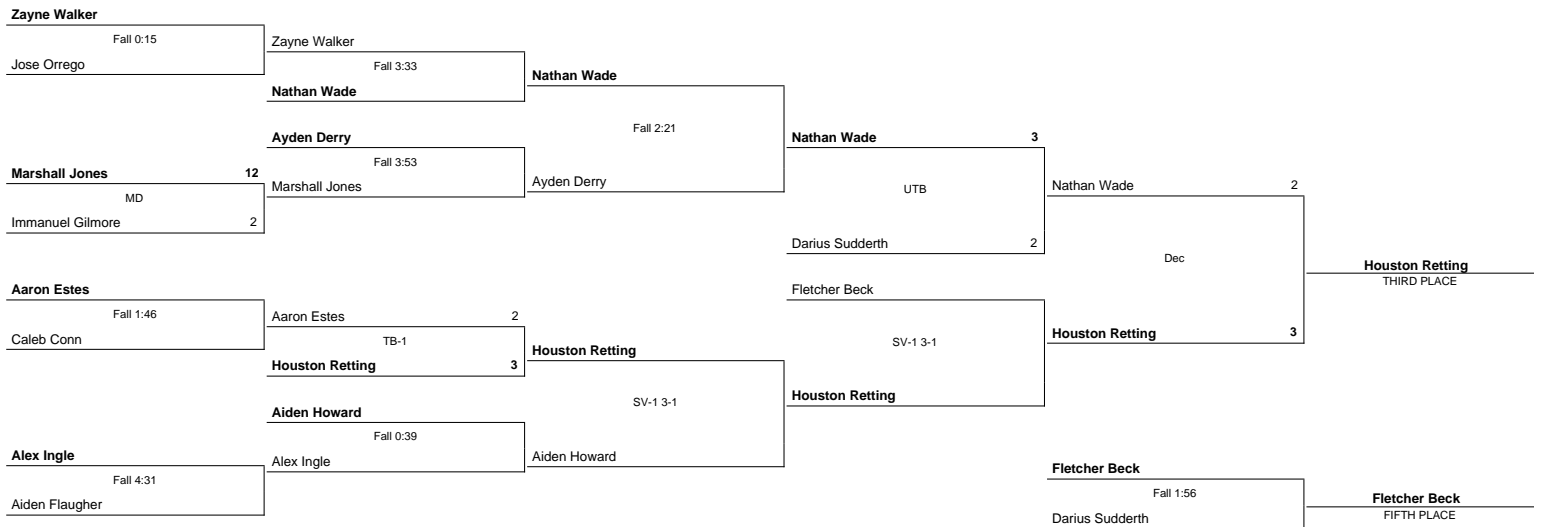 Zayne Walker
Fall 0:15
Jose Orrego
Marshall Jones 12
MD
Immanuel Gilmore 2
Aaron Estes
Fall 1:46
Caleb Conn
Alex Ingle
Fall 4:31
Aiden Flaugher
Zayne Walker
Fall 3:33
Nathan Wade
Ayden Derry
Fall 3:53
Marshall Jones
Aaron Estes 2
TB-1
Houston Retting 3
Aiden Howard
Fall 0:39
Alex Ingle
Nathan Wade
Fall 2:21
Ayden Derry
Houston Retting
SV-1 3-1
Aiden Howard
Nathan Wade 3
UTB
Darius Sudderth 2
Fletcher Beck
SV-1 3-1
Houston Retting
Nathan Wade 2
Dec
Houston Retting 3
Houston Retting
THIRD PLACE
Fletcher Beck
Fall 1:56
Darius Sudderth
Fletcher Beck
FIFTH PLACE